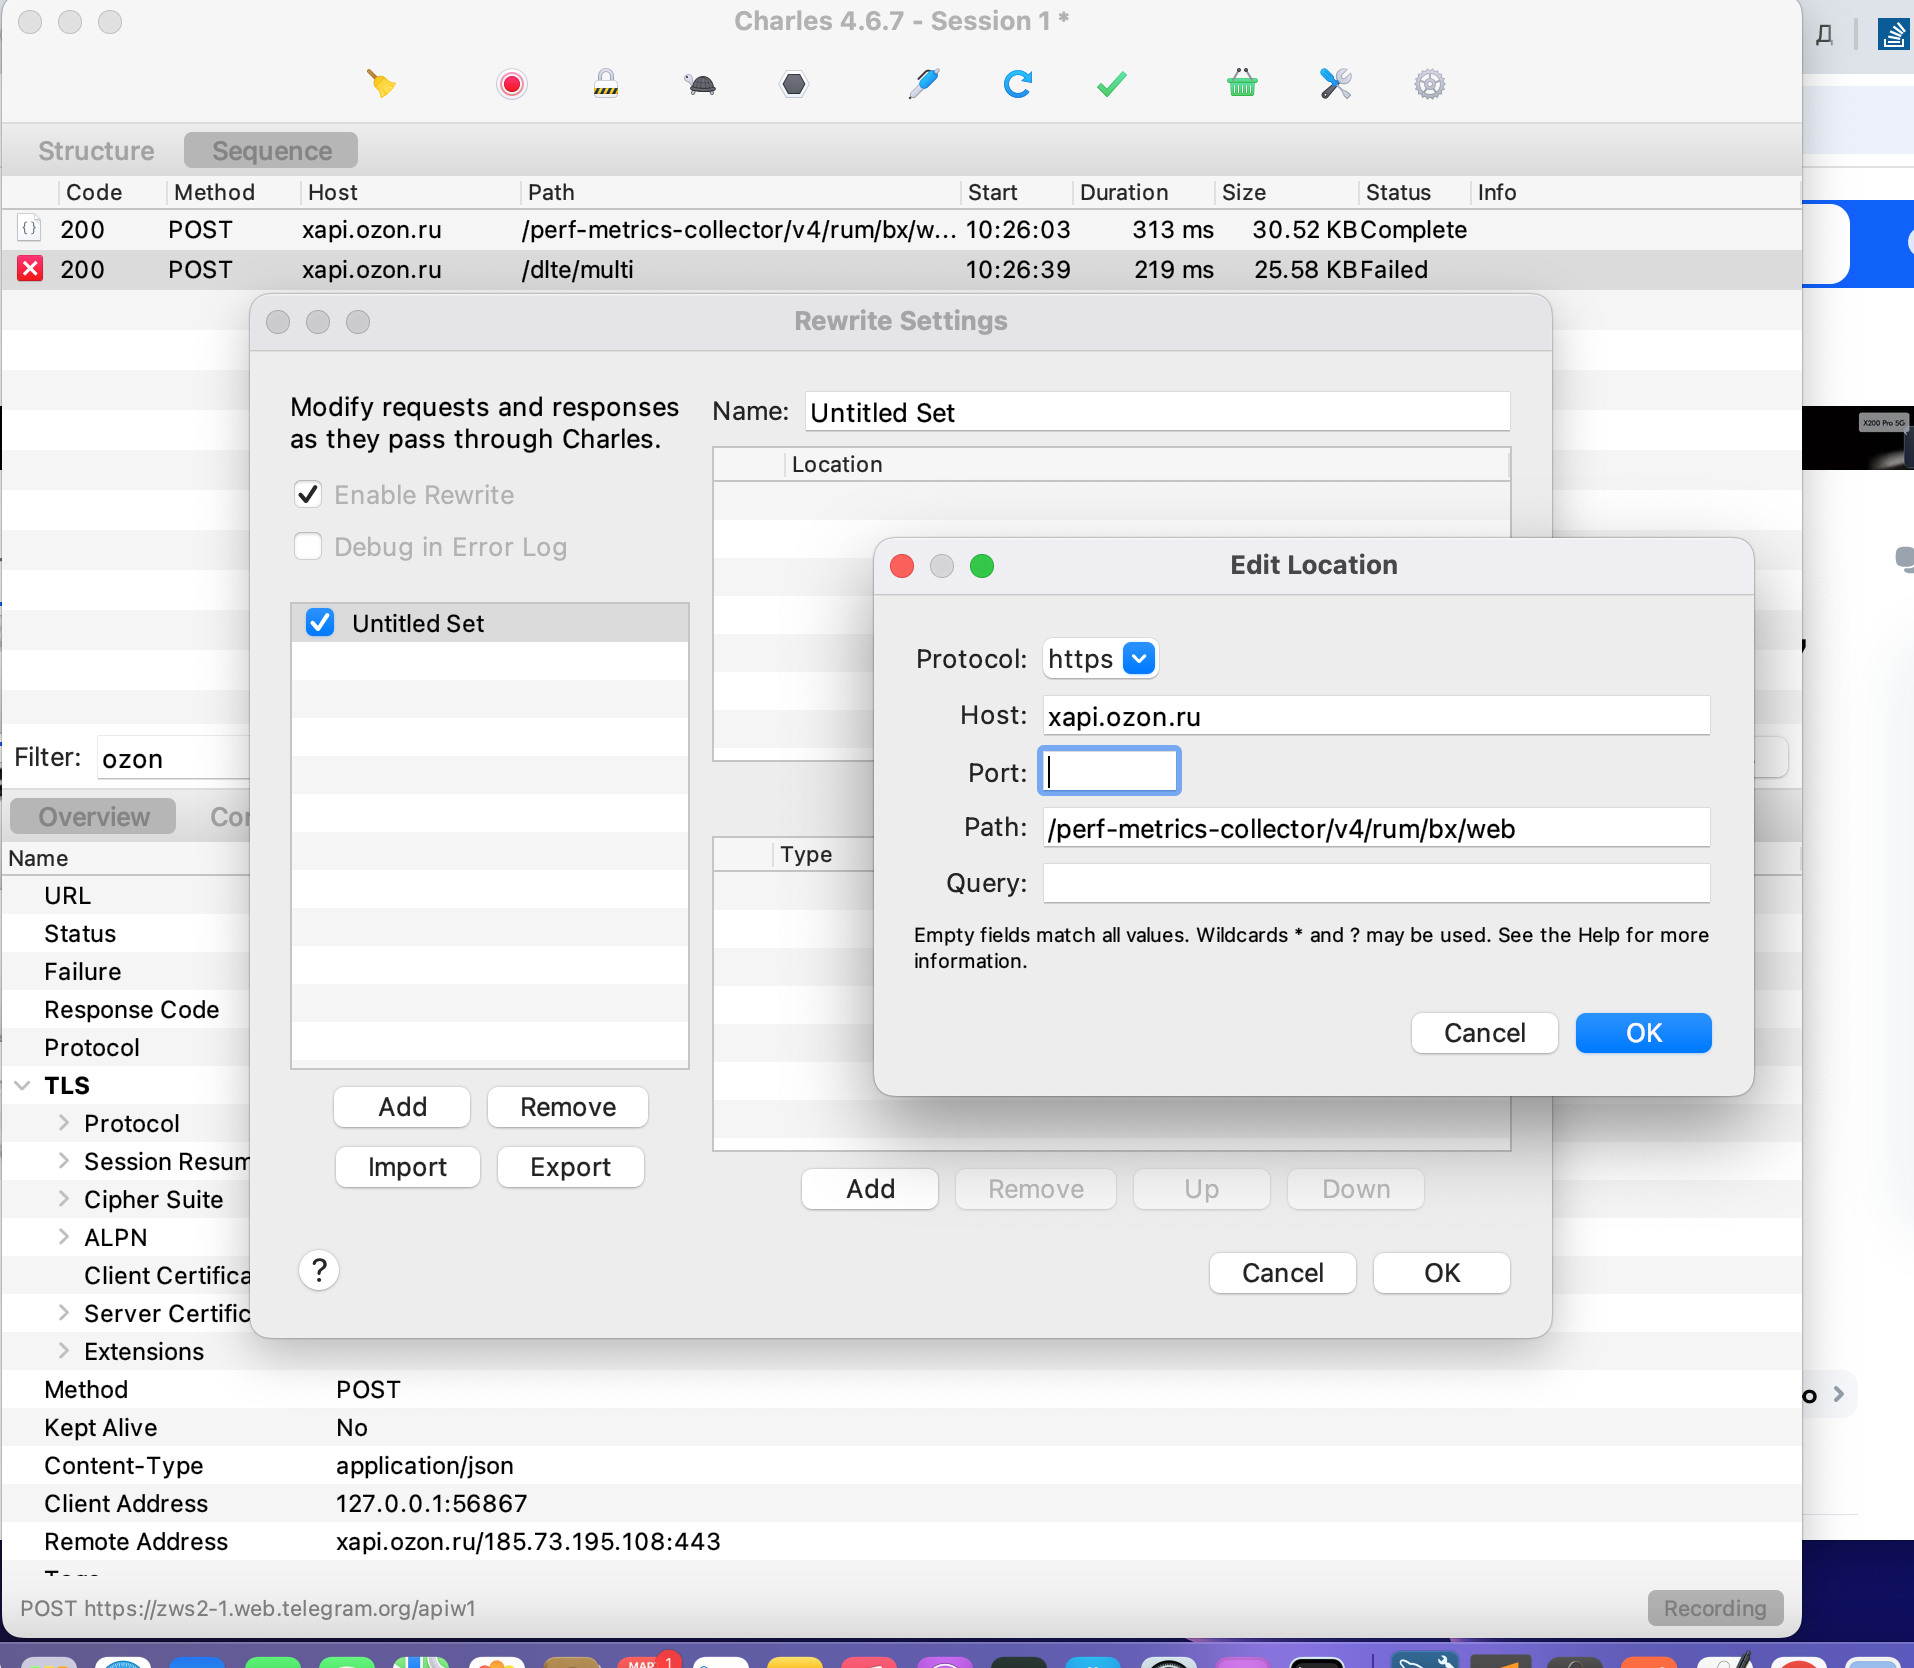 Charles 4.6.7 - Session 1 *
Д
Structure
Sequence
Code Method Host Path Start Duration Size Status Info
200 POST xapi.ozon.ru /perf-metrics-collector/v4/rum/bx/w... 10:26:03 313 ms 30.52 KB Complete
200 POST xapi.ozon.ru /dlte/multi 10:26:39 219 ms 25.58 KB Failed
Rewrite Settings
Modify requests and responses
as they pass through Charles.
Enable Rewrite
Debug in Error Log
Untitled Set
Add Remove
Import Export
?
Name: Untitled Set
Location
Type
Add Remove Up Down
Cancel OK
Edit Location
Protocol: https
Host: xapi.ozon.ru
Port:
Path: /perf-metrics-collector/v4/rum/bx/web
Query:
Empty fields match all values. Wildcards * and ? may be used. See the Help for more
information.
Cancel OK
X200 Pro 5G
Filter: ozon
Overview Con
Name
URL
Status
Failure
Response Code
Protocol
TLS
Protocol
Session Resum
Cipher Suite
ALPN
Client Certifica
Server Certific
Extensions
Method POST
Kept Alive No
Content-Type application/json
Client Address 127.0.0.1:56867
Remote Address xapi.ozon.ru/185.73.195.108:443
Tags
о
POST https://zws2-1.web.telegram.org/apiw1
Recording
МАР 1